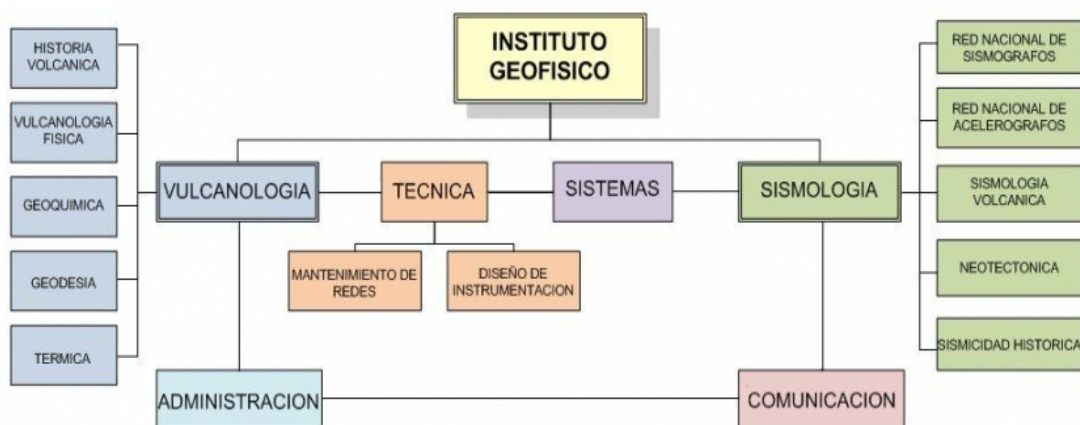 INSTITUTO
GEOFISICO
HISTORIA
VOLCANICA
VULCANOLOGIA
FISICA
GEOQUIMICA
GEODESIA
TERMICA
VULCANOLOGIA
TECNICA
SISTEMAS
SISMOLOGIA
MANTENIMIENTO DE
REDES
DISEÑO DE
INSTRUMENTACION
RED NACIONAL DE
SISMOGRAFOS
RED NACIONAL DE
ACELEROGRAFOS
SISMOLOGIA
VOLCANICA
NEOTECTONICA
SISMICIDAD HISTORICA
ADMINISTRACION
COMUNICACION